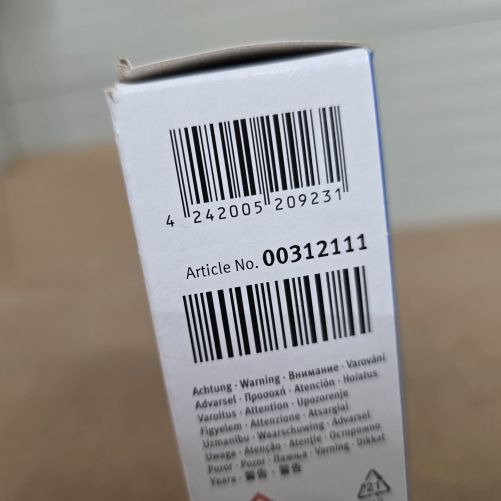 4 242005 209231
Article No. 00312111
Achtung · Warning · Внимание · Varování
Advarsel · Προσοχή · Atención · Hoiatus
Varoitus · Attention · Upozorenje
Figyelem · Attenzione · Atsargiai
Uzmanību · Waarschuwing · Advarsel
Uwaga · Atenção · Atenție · Осторожно
Pozor · Pozor · Пажња · Varning · Dikkat
Увага ·
21